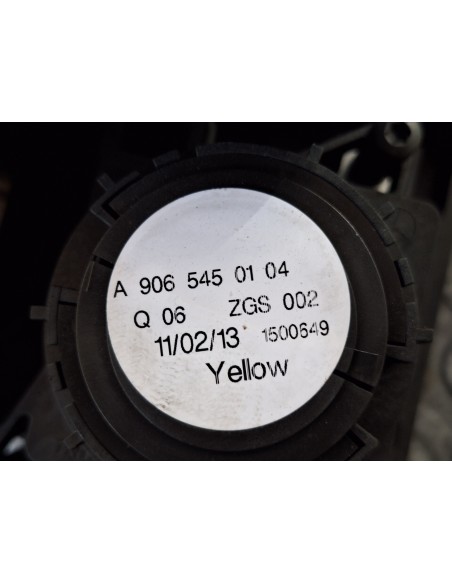 A 906 545 01 04
Q 06 ZGS 002
11/02/13 1500649
Yellow